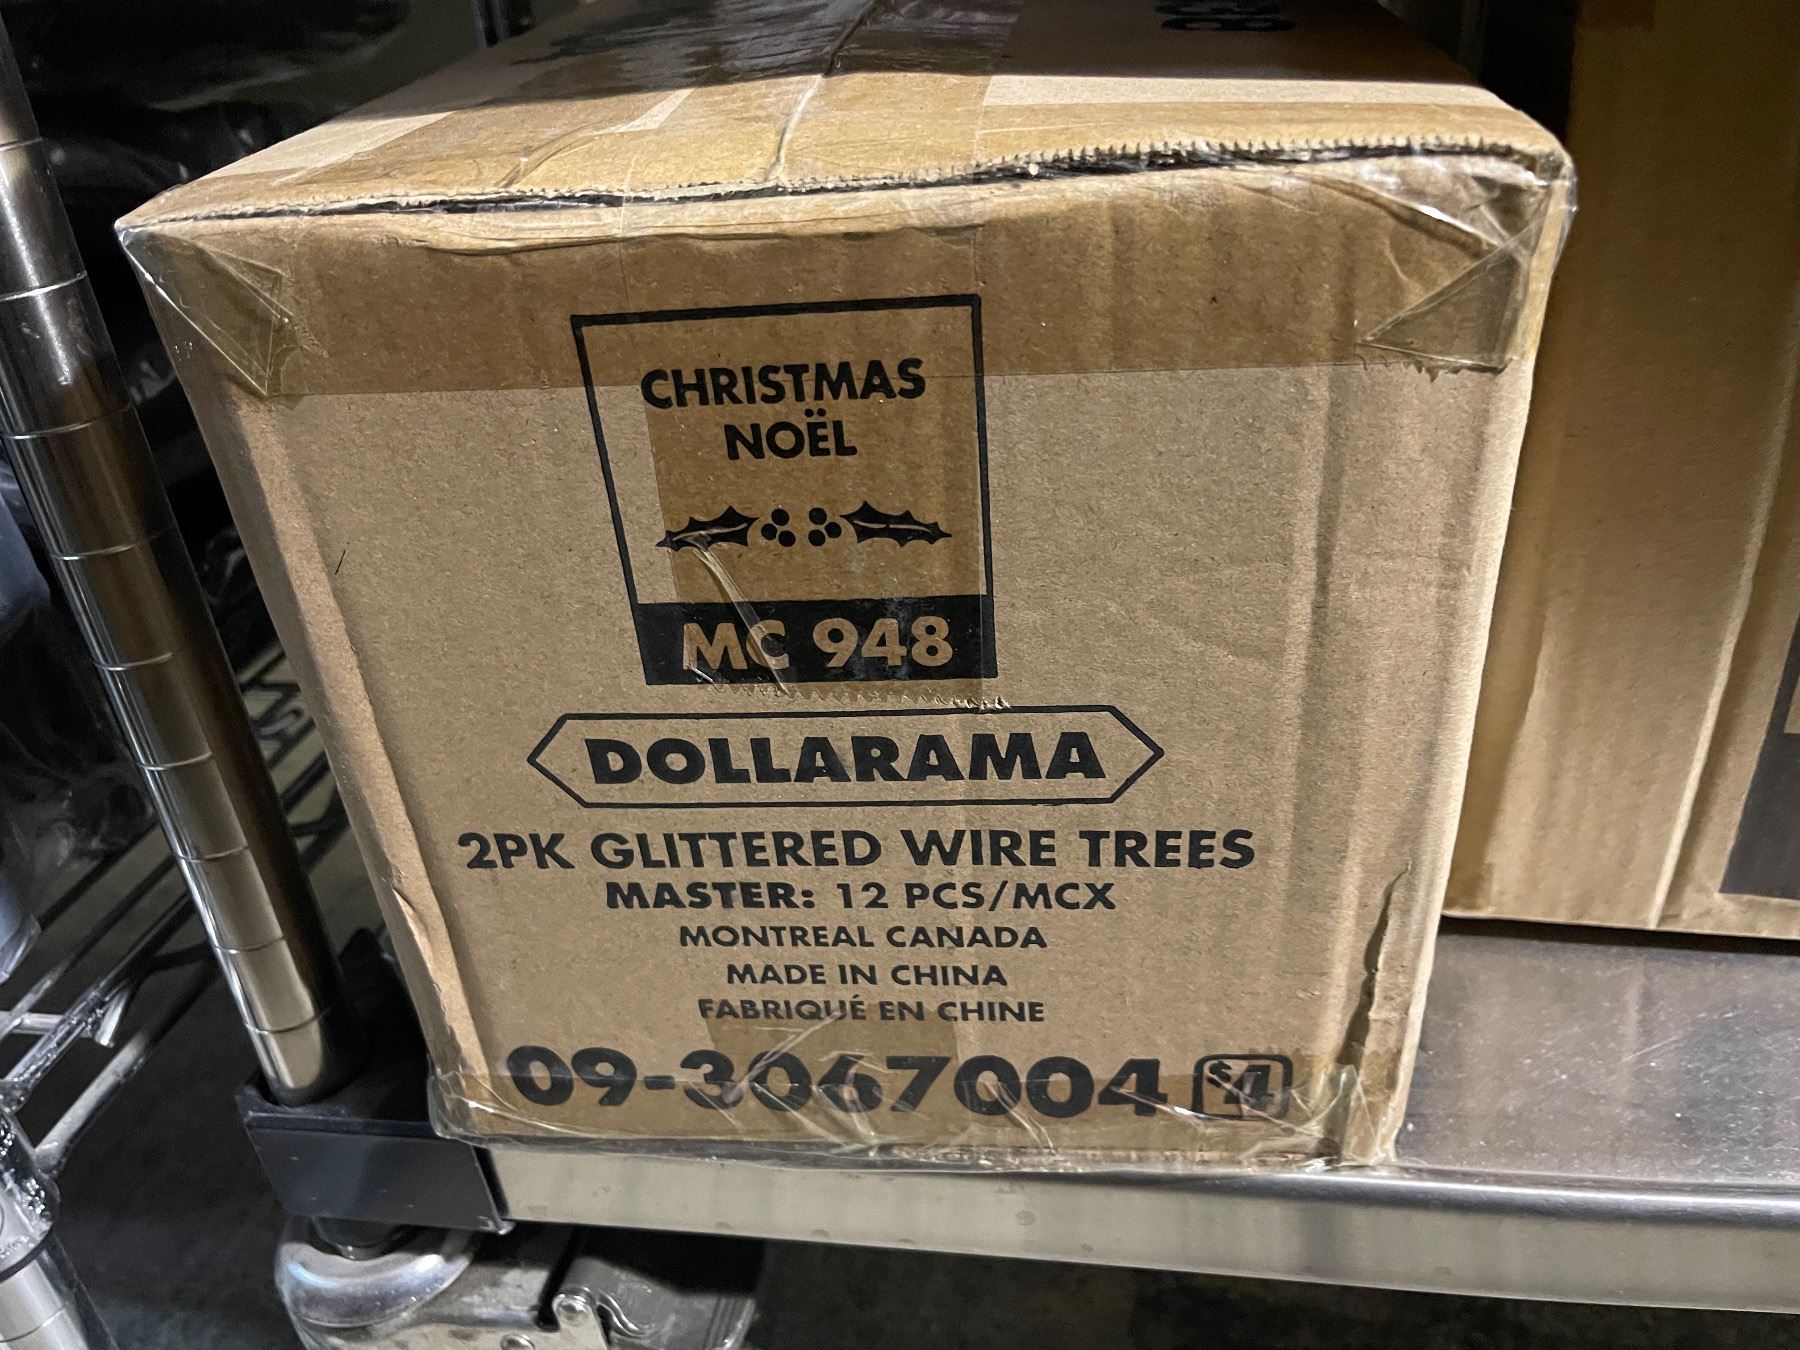 CHRISTMAS
NOËL
MC 948
DOLLARAMA
2PK GLITTERED WIRE TREES
MASTER: 12 PCS/MCX
MONTREAL CANADA
MADE IN CHINA
FABRIQUÉ EN CHINE
09-3067004 $4